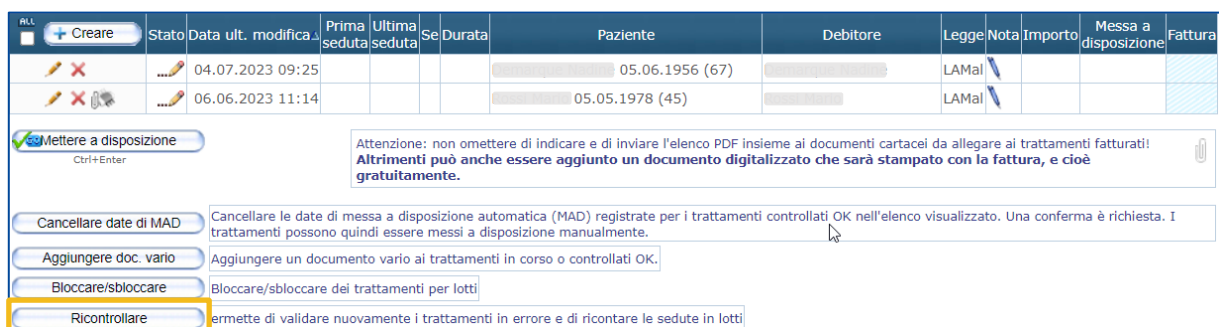 ALL
+ Creare Stato Data ult. modifica Prima seduta Ultima seduta Se Durata Paziente Debitore Legge Nota Importo Messa a disposizione Fattura
... 04.07.2023 09:25 05.06.1956 (67) LAMal
... 06.06.2023 11:14 05.05.1978 (45) LAMal
Mettere a disposizione
Ctrl+Enter
Attenzione: non omettere di indicare e di inviare l'elenco PDF insieme ai documenti cartacei da allegare ai trattamenti fatturati!
Altrimenti può anche essere aggiunto un documento digitalizzato che sarà stampato con la fattura, e cioè
gratuitamente.
Cancellare date di MAD
Cancellare le date di messa a disposizione automatica (MAD) registrate per i trattamenti controllati OK nell'elenco visualizzato. Una conferma è richiesta. I
trattamenti possono quindi essere messi a disposizione manualmente.
Aggiungere doc. vario Aggiungere un documento vario ai trattamenti in corso o controllati OK.
Bloccare/sbloccare Bloccare/sbloccare dei trattamenti per lotti
Ricontrollare ermette di validare nuovamente i trattamenti in errore e di ricontare le sedute in lotti